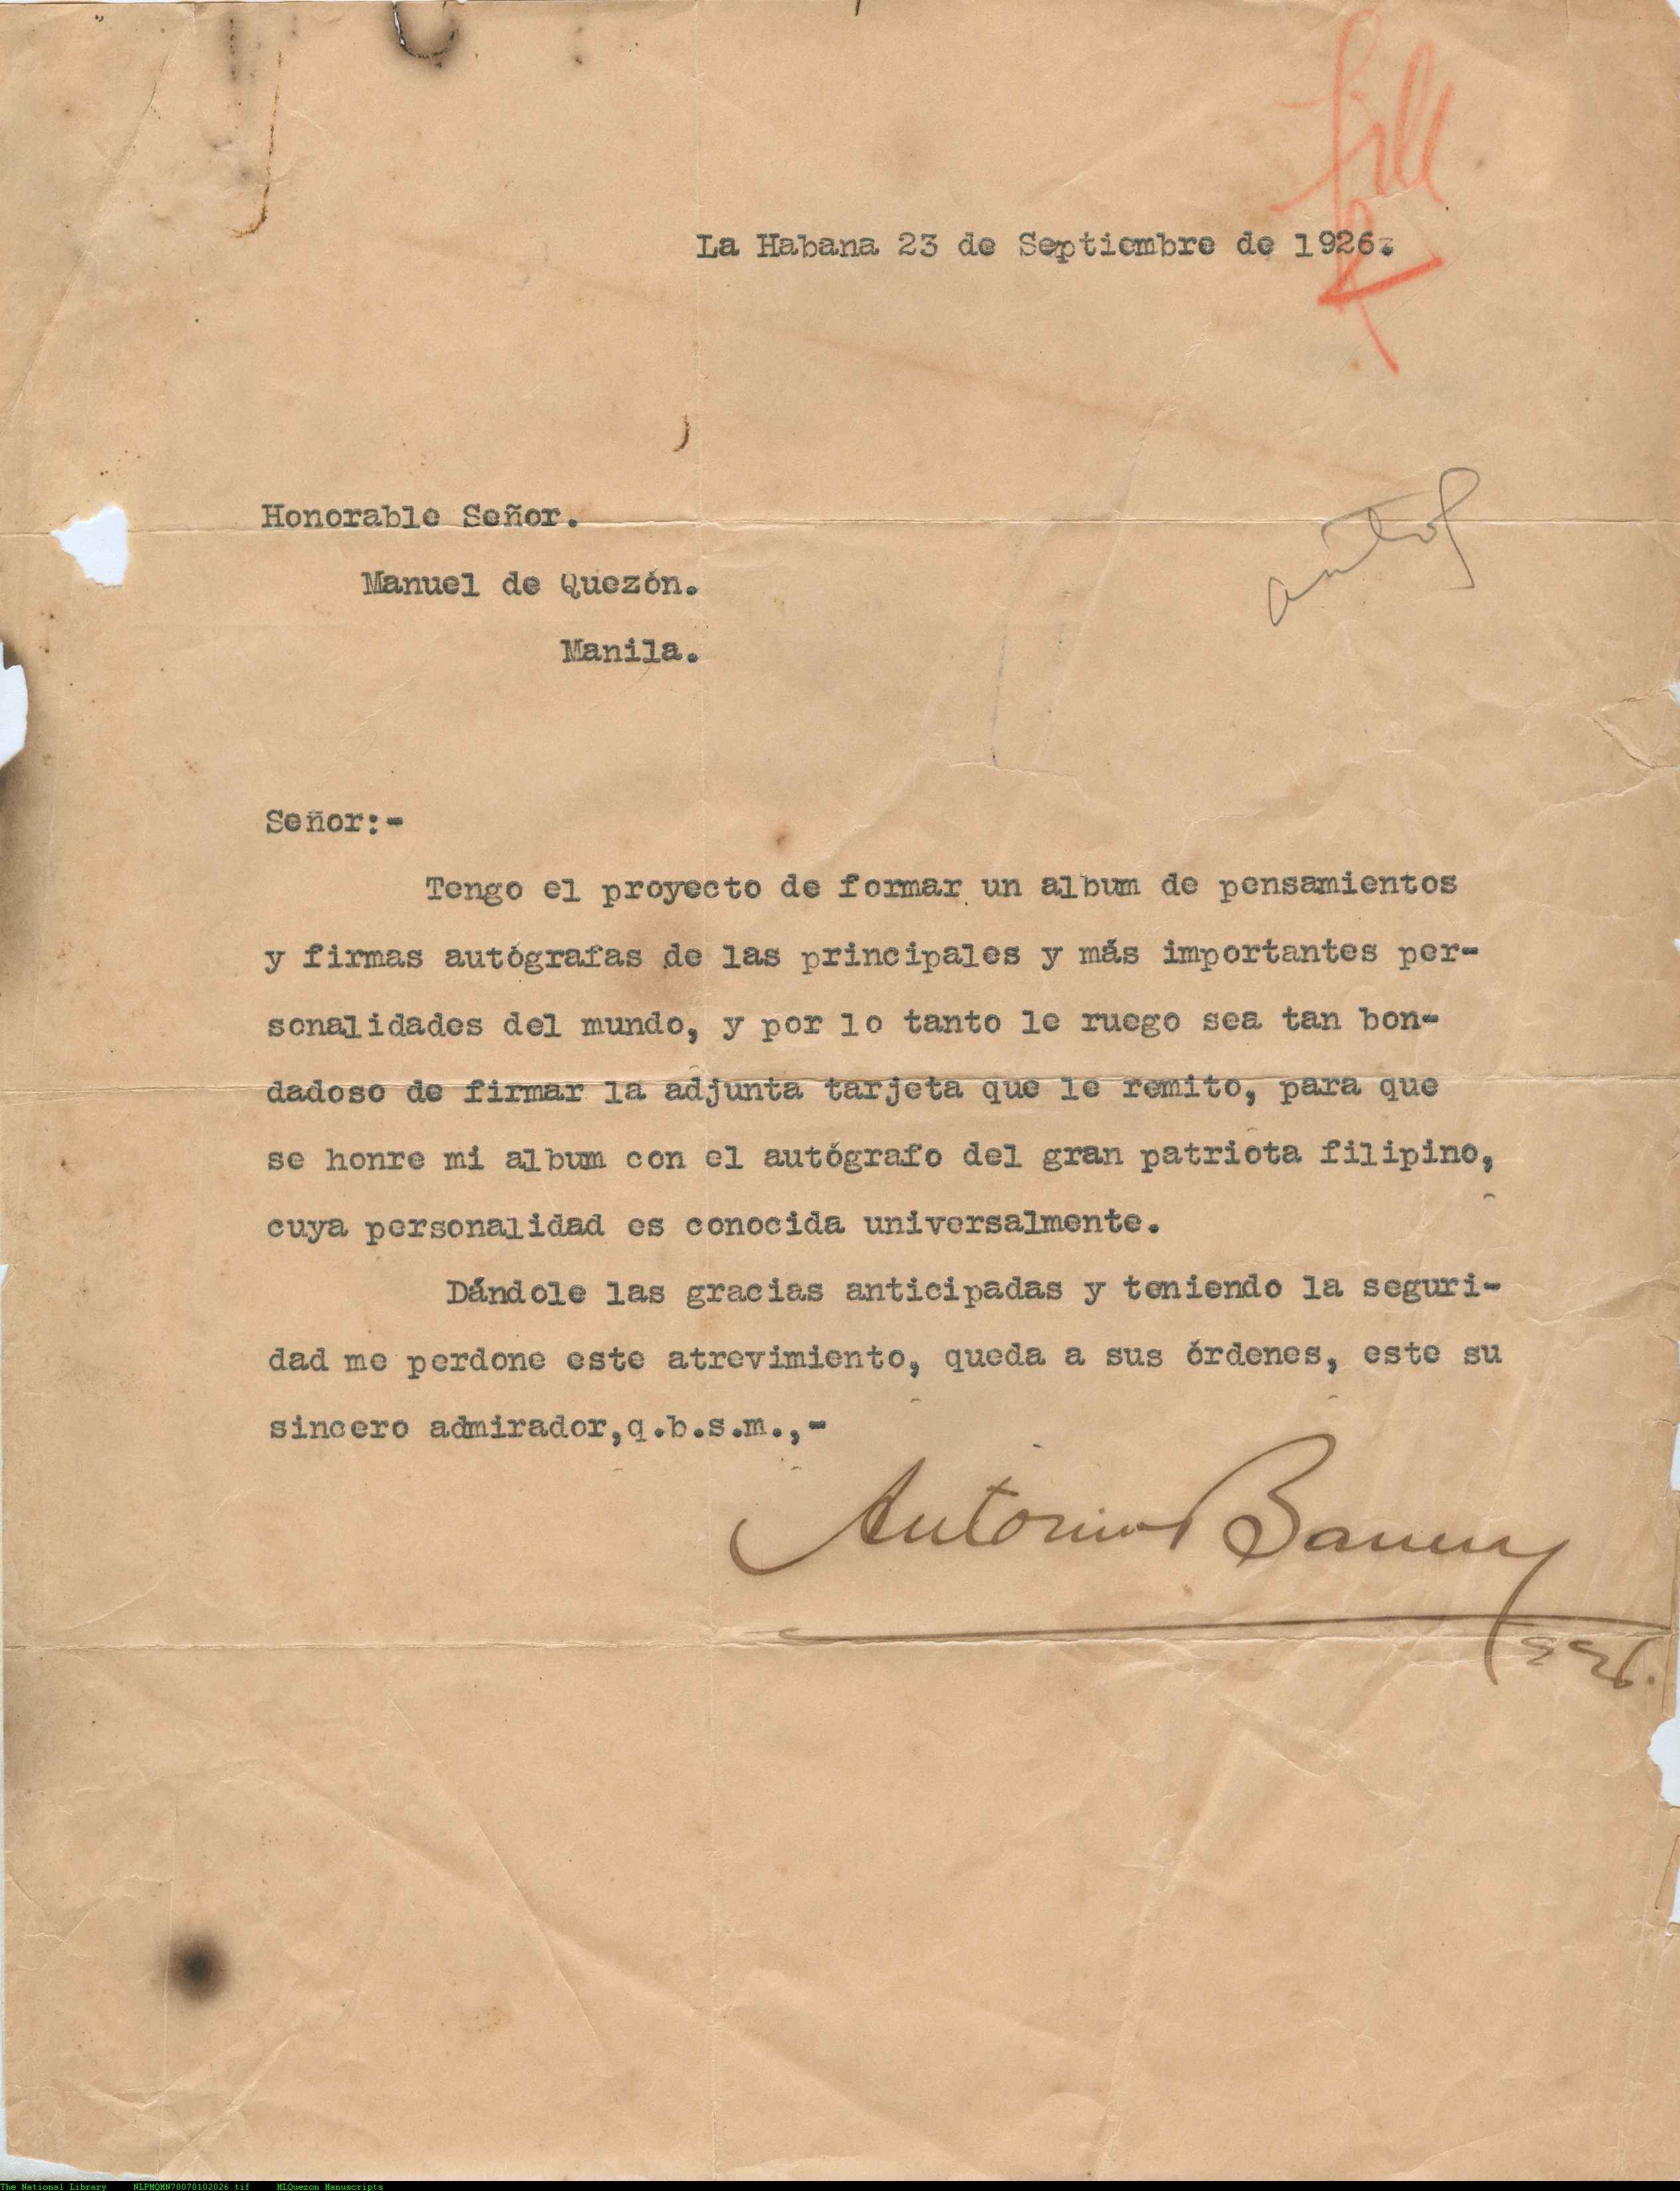 La Habana 23 de Septiembre de 1926.
Honorable Señor.
Manuel de Quezón.
Manila.
Señor:-
Tengo el proyecto de formar un album de pensamientos
y firmas autógrafas de las principales y más importantes per-
sonalidades del mundo, y por lo tanto le ruego sea tan bon-
dadoso de firmar la adjunta tarjeta que le remito, para que
se honre mi album con el autógrafo del gran patriota filipino,
cuya personalidad es conocida universalmente.
Dándole las gracias anticipadas y teniendo la seguri-
dad me perdone este atrevimiento, queda a sus órdenes, este su
sincero admirador,q.b.s.m.,-
Antonio
The National Library NLPMQMN70070102026 tif MLQuezon Manuscripts